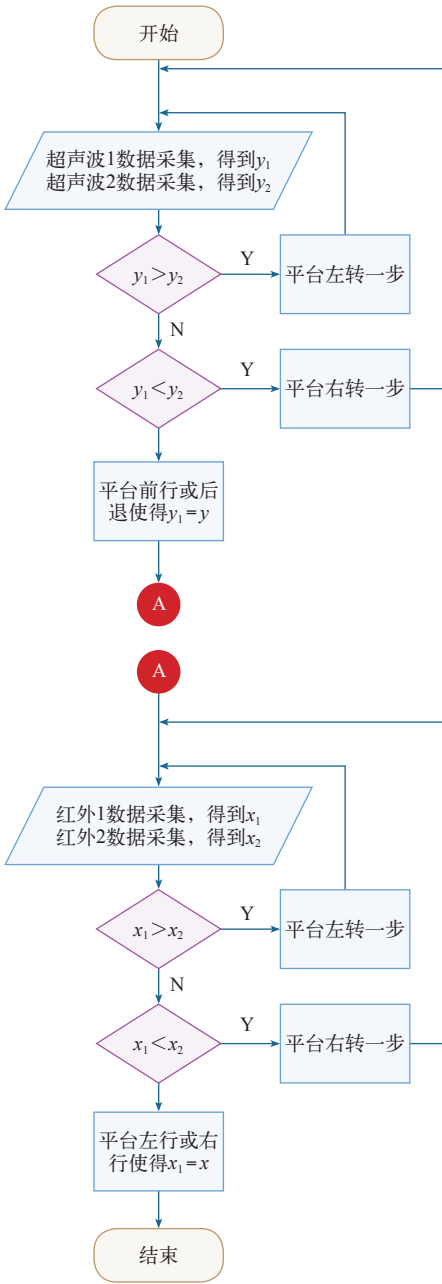 开始
超声波1数据采集，得到y₁
超声波2数据采集，得到y₂
y₁>y₂
Y
平台左转一步
N
y₁<y₂
Y
平台右转一步
平台前行或后
退使得y₁=y
A
A
红外1数据采集，得到x₁
红外2数据采集，得到x₂
x₁>x₂
Y
平台左转一步
N
x₁<x₂
Y
平台右转一步
平台左行或右
行使得x₁=x
结束